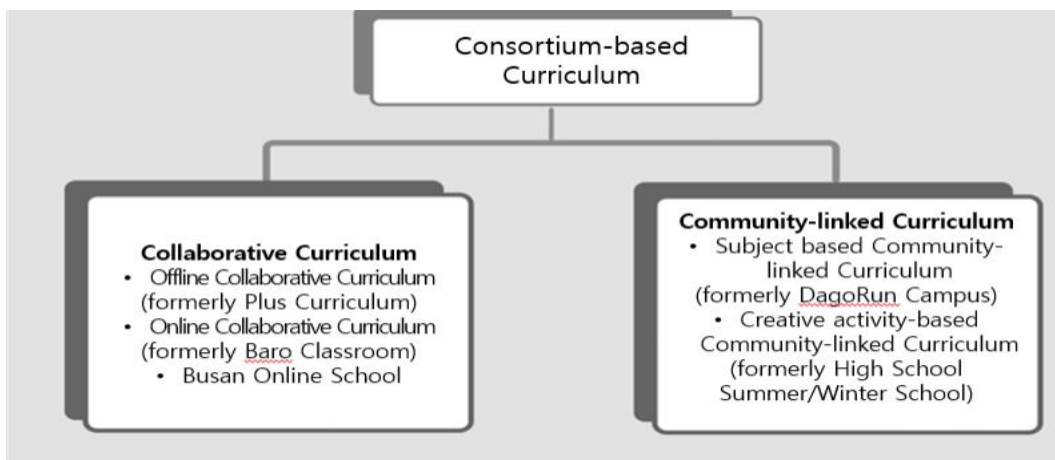 Consortium-based
Curriculum
Collaborative Curriculum
• Offline Collaborative Curriculum
(formerly Plus Curriculum)
• Online Collaborative Curriculum
(formerly Baro Classroom)
• Busan Online School
Community-linked Curriculum
• Subject based Community-
linked Curriculum
(formerly DagoRun Campus)
• Creative activity-based
Community-linked Curriculum
(formerly High School
Summer/Winter School)